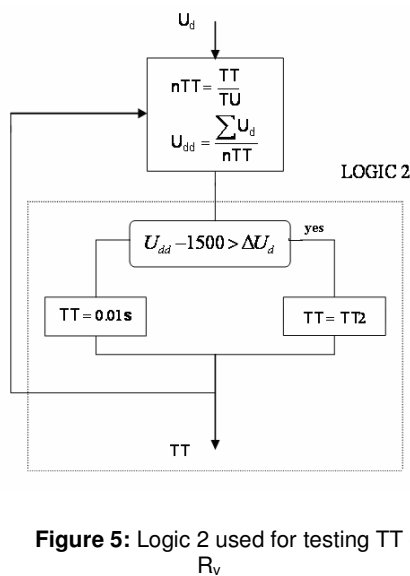 U_d
nTT = TT / TU
U_dd = ∑U_d / nTT
LOGIC 2
U_dd – 1500 > ΔU_d
yes
TT = 0.01s
TT = TT2
TT
Figure 5: Logic 2 used for testing TT
R_v